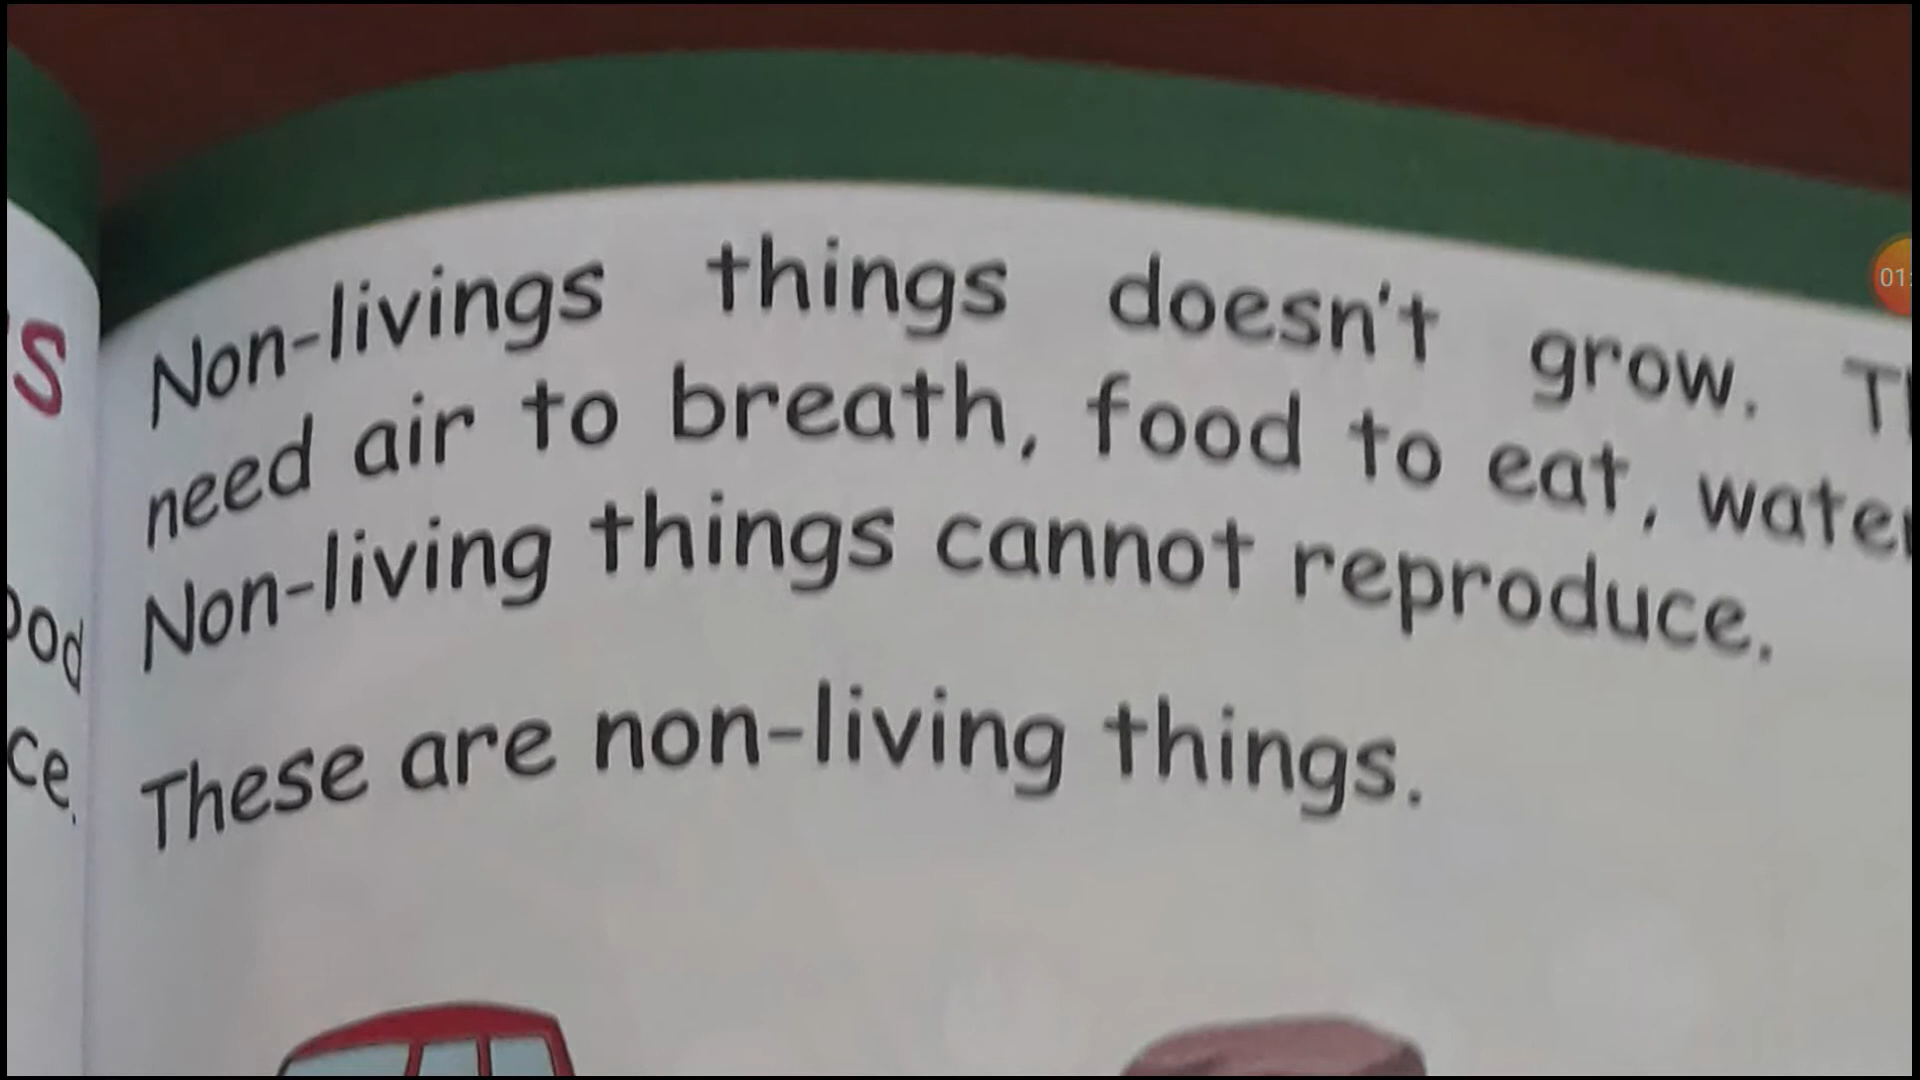 Non-livings things doesn't grow.
need air to breath, food to eat, water
Non-living things cannot reproduce.
These are non-living things.